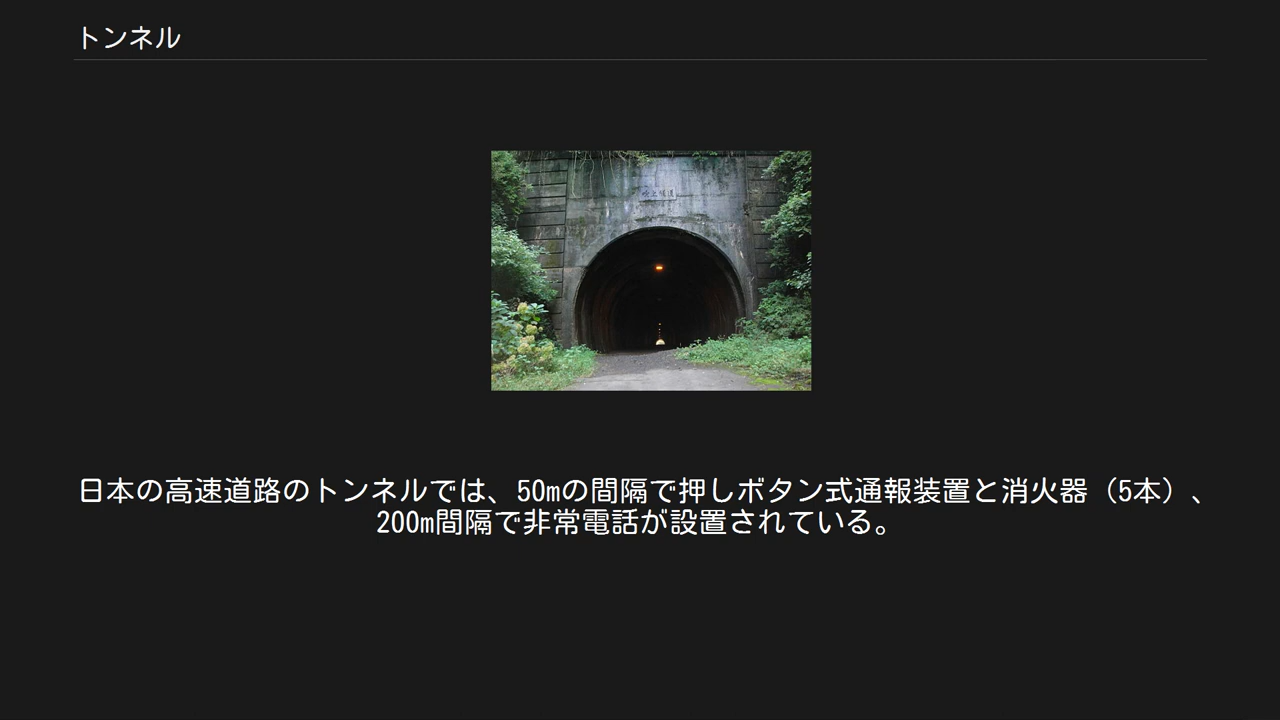 トンネル
日本の高速道路のトンネルでは、50mの間隔で押しボタン式通報装置と消火器（5本）、
200m間隔で非常電話が設置されている。